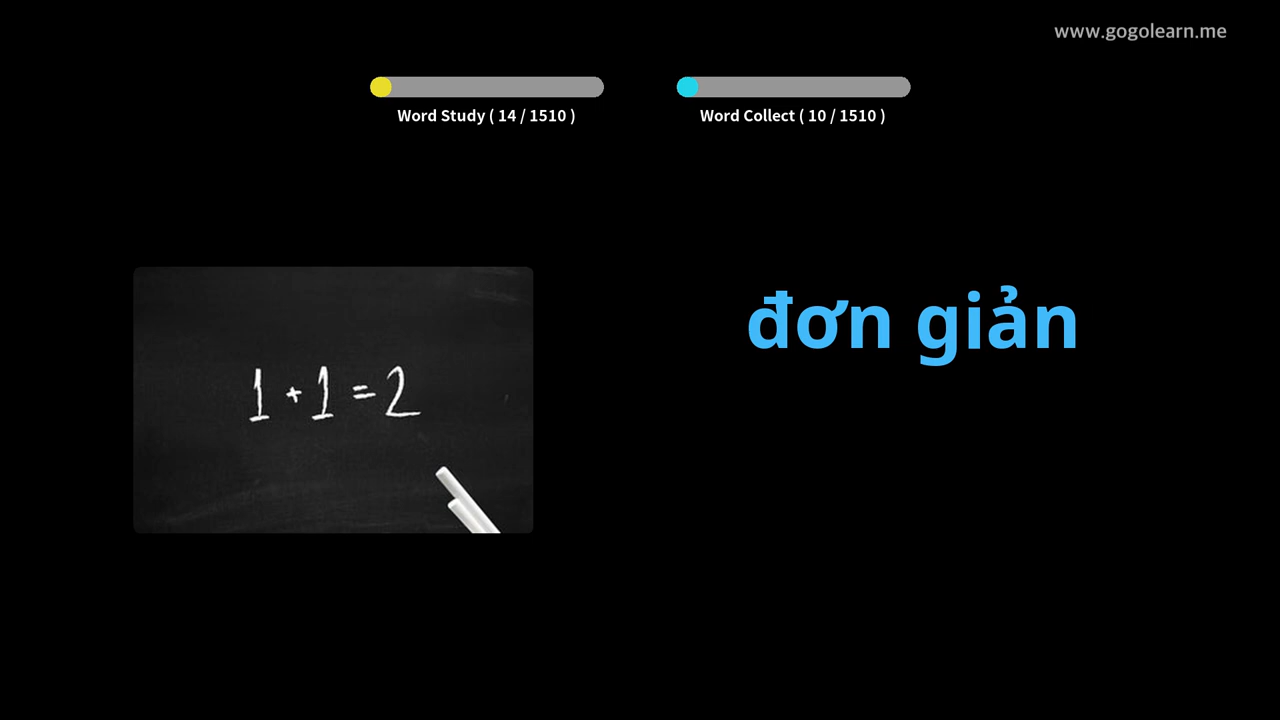 www.gogolearn.me
Word Study ( 14 / 1510 )
Word Collect ( 10 / 1510 )
đơn giản
1 + 1 = 2